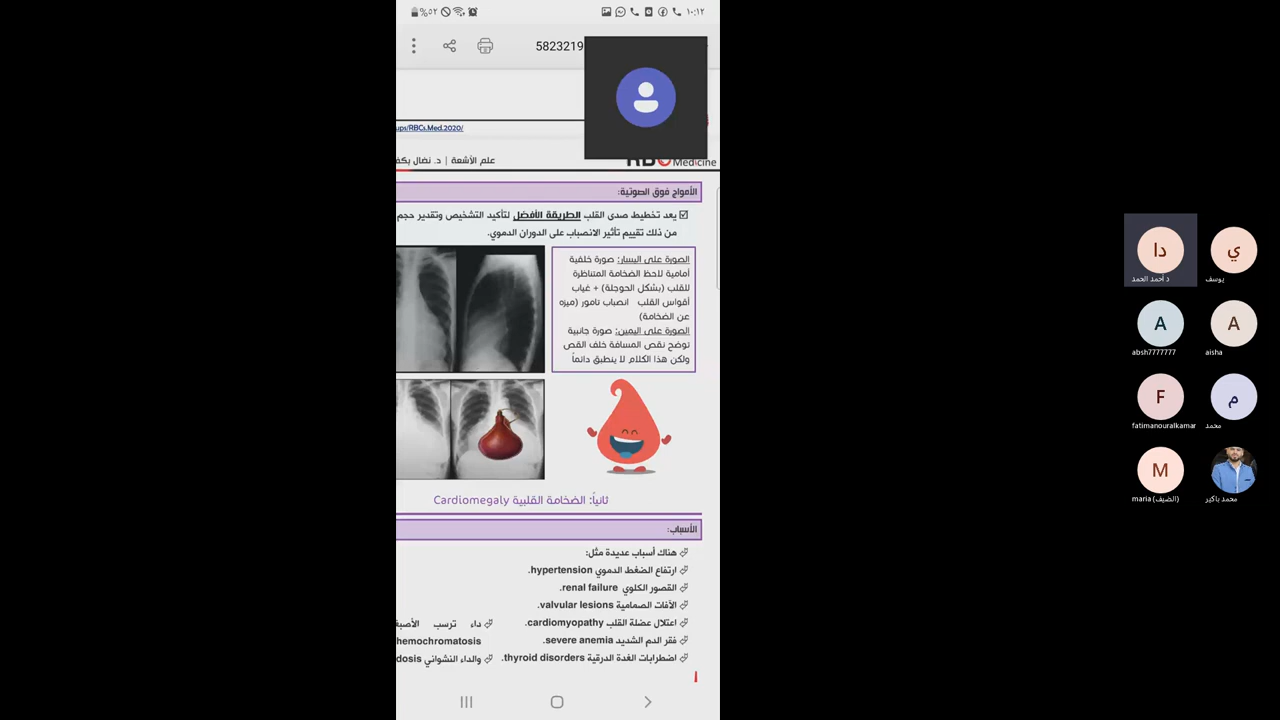 ١٠:١٢
%٥٢
5823219
ups/RBCs.Med.2020/
علم الأشعة | د. نضال
Medicine
الأمواج فوق الصوتية:
يعد تخطيط صدى القلب الطريقة الأفضل لتأكيد التشخيص وتقدير حجم
من ذلك تقييم تأثير الانصباب على الدوران الدموي.
الصورة على اليسار: صورة خلفية
أمامية لاحظ الضخامة المتناظرة
للقلب (بشكل الحوجلة) + غياب
أقواس القلب انصباب تامور (ميزه
عن الضخامة)
الصورة على اليمين: صورة جانبية
توضح نقص المسافة خلف القص
ولكن هذا الكلام لا ينطبق دائماً
ثانياً: الضخامة القلبية Cardiomegaly
الأسباب:
هناك أسباب عديدة مثل:
ارتفاع الضغط الدموي hypertension.
القصور الكلوي renal failure.
الآفات الصمامية valvular lesions.
اعتلال عضلة القلب cardiomyopathy.
فقر الدم الشديد severe anemia.
اضطرابات الغدة الدرقية thyroid disorders.
داء ترسب الأصبغة
hemochromatosis
والداء النشواني dosis
دا
د أحمد الحمد
ي
يوسف
A
absh7777777
A
aisha
F
fatimanouralkamar
م
محمد
M
maria (الضيف)
محمد باكير